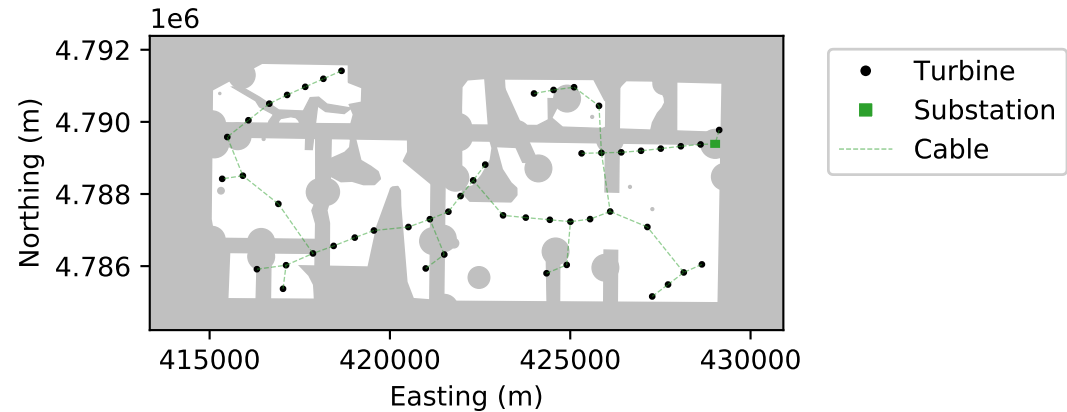 1e6
4.792
4.790
4.788
4.786
Northing (m)
415000 420000 425000 430000
Easting (m)
Turbine
Substation
Cable